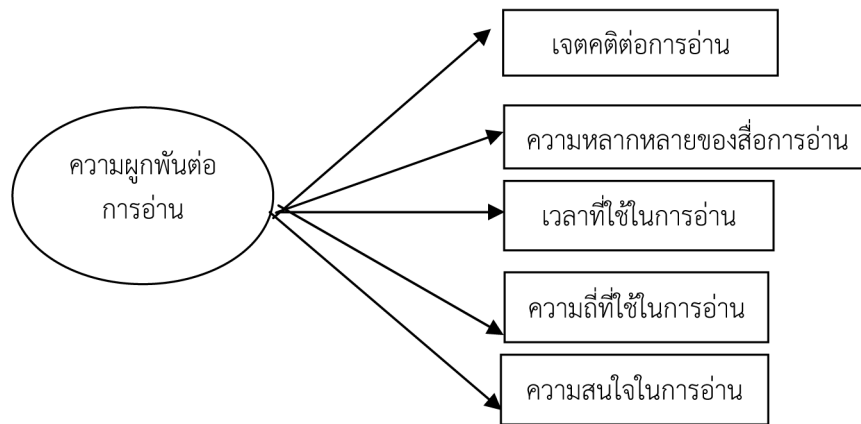 เจตคติต่อการอ่าน
ความหลากหลายของสื่อการอ่าน
ความผูกพันต่อ
การอ่าน
เวลาที่ใช้ในการอ่าน
ความถี่ที่ใช้ในการอ่าน
ความสนใจในการอ่าน